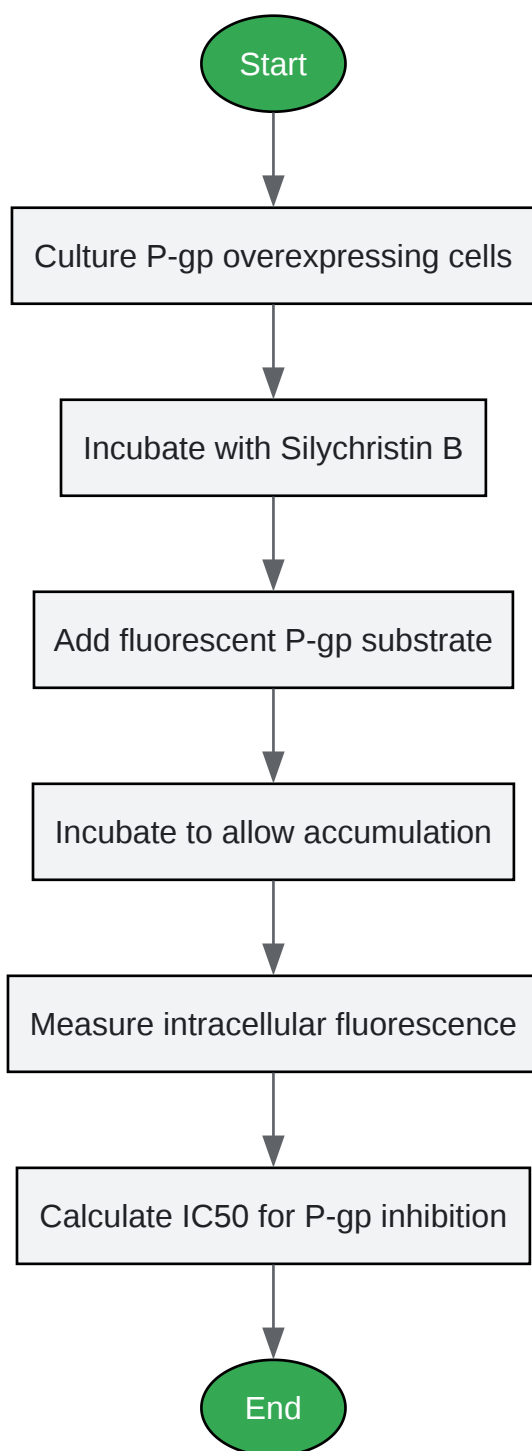 Start
Culture P-gp overexpressing cells
Incubate with Silychristin B
Add fluorescent P-gp substrate
Incubate to allow accumulation
Measure intracellular fluorescence
Calculate IC50 for P-gp inhibition
End